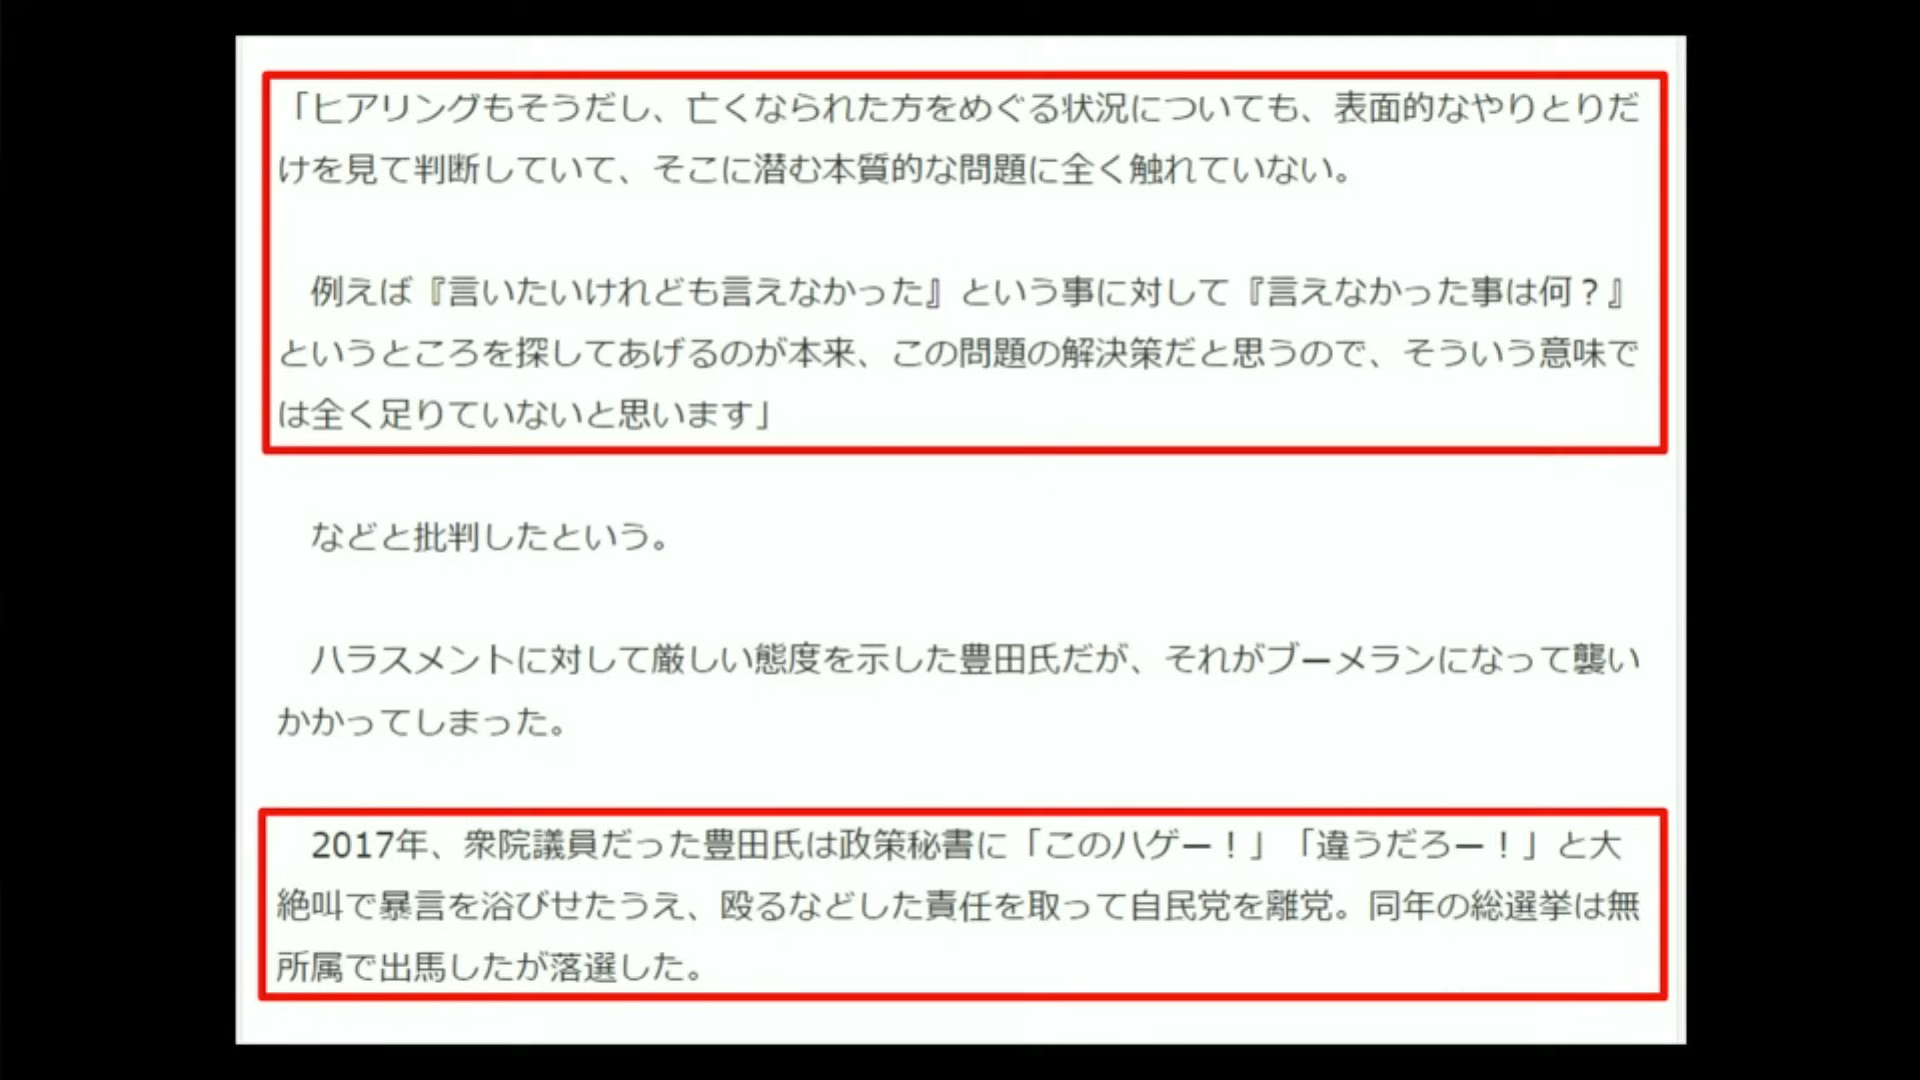 「ヒアリングもそうだし、亡くなられた方をめぐる状況についても、表面的なやりとりだ
けを見て判断していて、そこに潜む本質的な問題に全く触れていない。
例えば『言いたいけれども言えなかった』という事に対して『言えなかった事は何？』
というところを探してあげるのが本来、この問題の解決策だと思うので、そういう意味で
は全く足りていないと思います」
などと批判したという。
ハラスメントに対して厳しい態度を示した豊田氏だが、それがブーメランになって襲い
かかってしまった。
2017年、衆院議員だった豊田氏は政策秘書に「このハゲー！」「違うだろー！」と大
絶叫で暴言を浴びせたうえ、殴るなどした責任を取って自民党を離党。同年の総選挙は無
所属で出馬したが落選した。